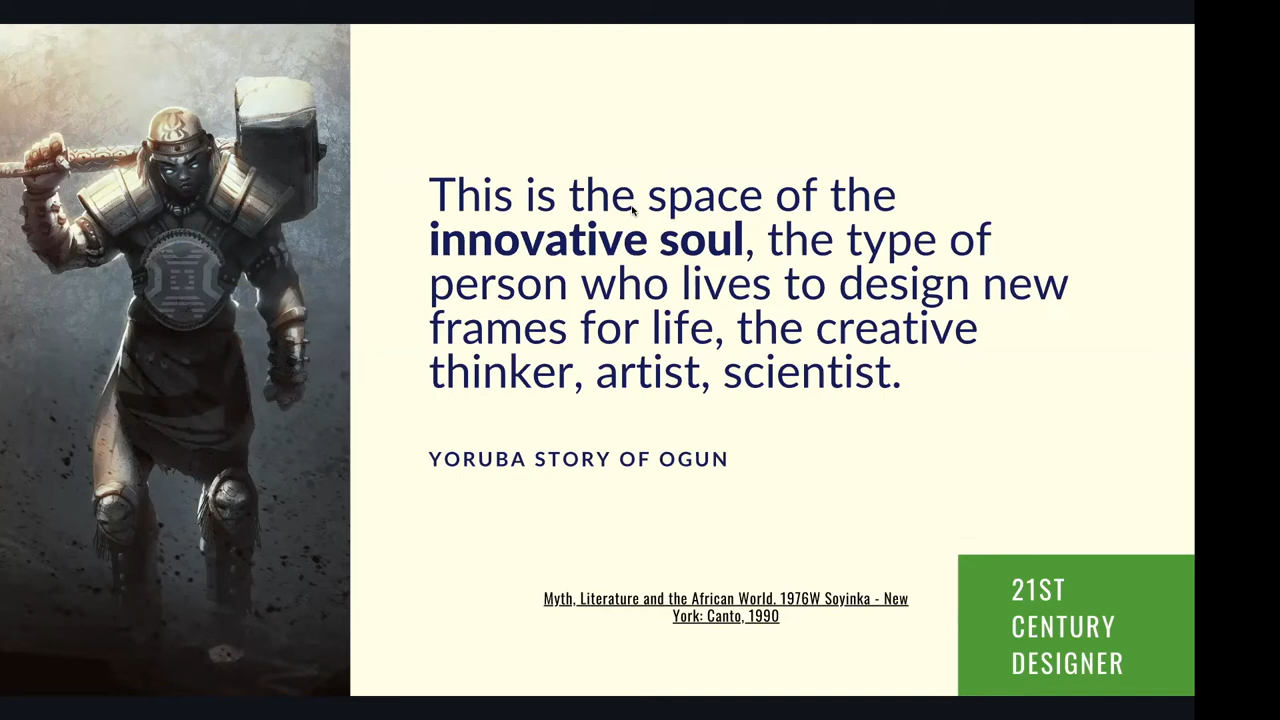 This is the space of the
innovative soul, the type of
person who lives to design new
frames for life, the creative
thinker, artist, scientist.
YORUBA STORY OF OGUN
Myth, Literature and the African World. 1976W Soyinka - New
York: Canto, 1990
21ST
CENTURY
DESIGNER